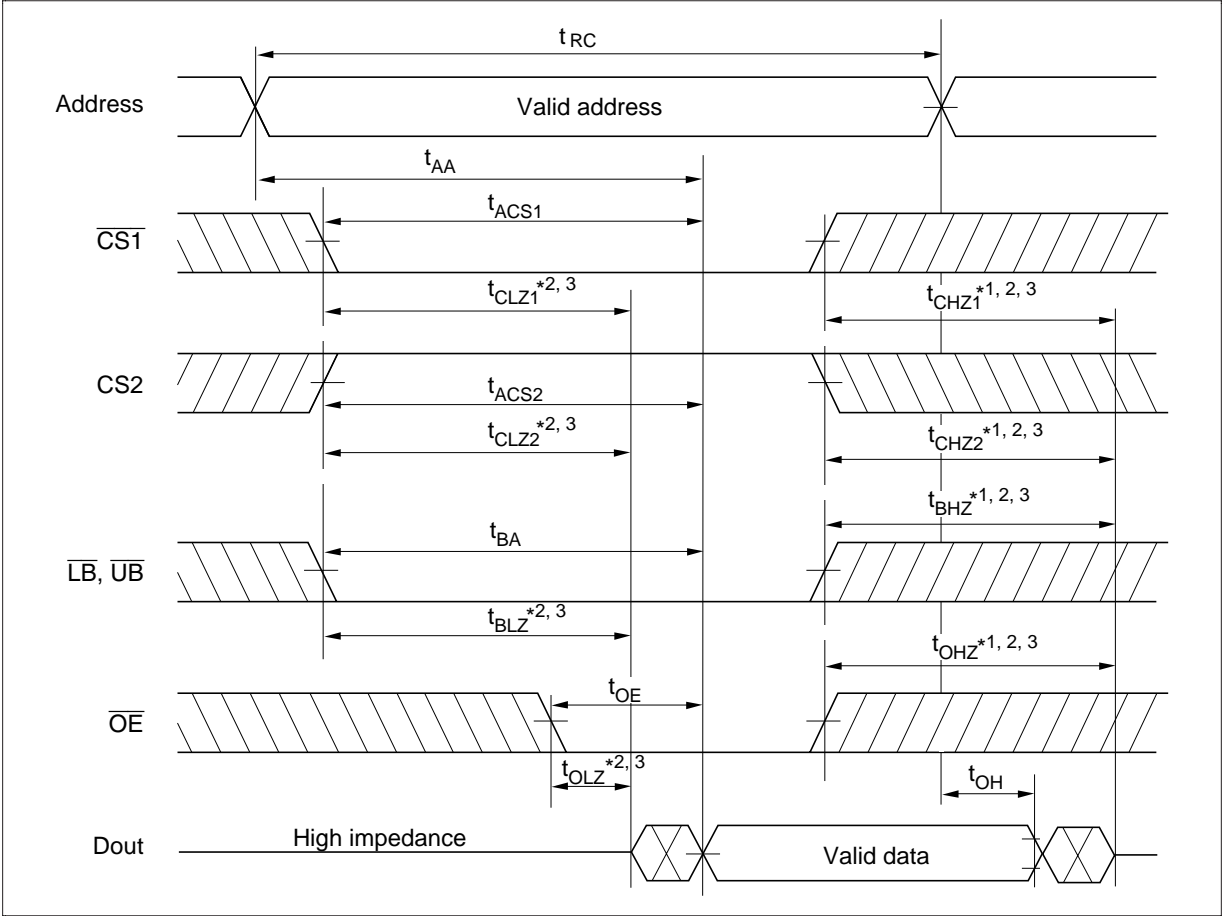 tRC
Address
Valid address
tAA
CS1
tACS1
tCLZ1*2, 3
tCHZ1*1, 2, 3
CS2
tACS2
tCLZ2*2, 3
tCHZ2*1, 2, 3
tBHZ*1, 2, 3
LB, UB
tBA
tBLZ*2, 3
tOHZ*1, 2, 3
OE
tOE
tOLZ*2, 3
tOH
Dout
High impedance
Valid data